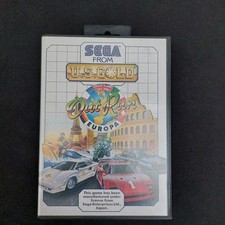 SEGA
FROM
U.S. GOLD
Out Run
EUROPA
This game has been
manufactured under
license from
Sega Enterprises Ltd.,
Japan.